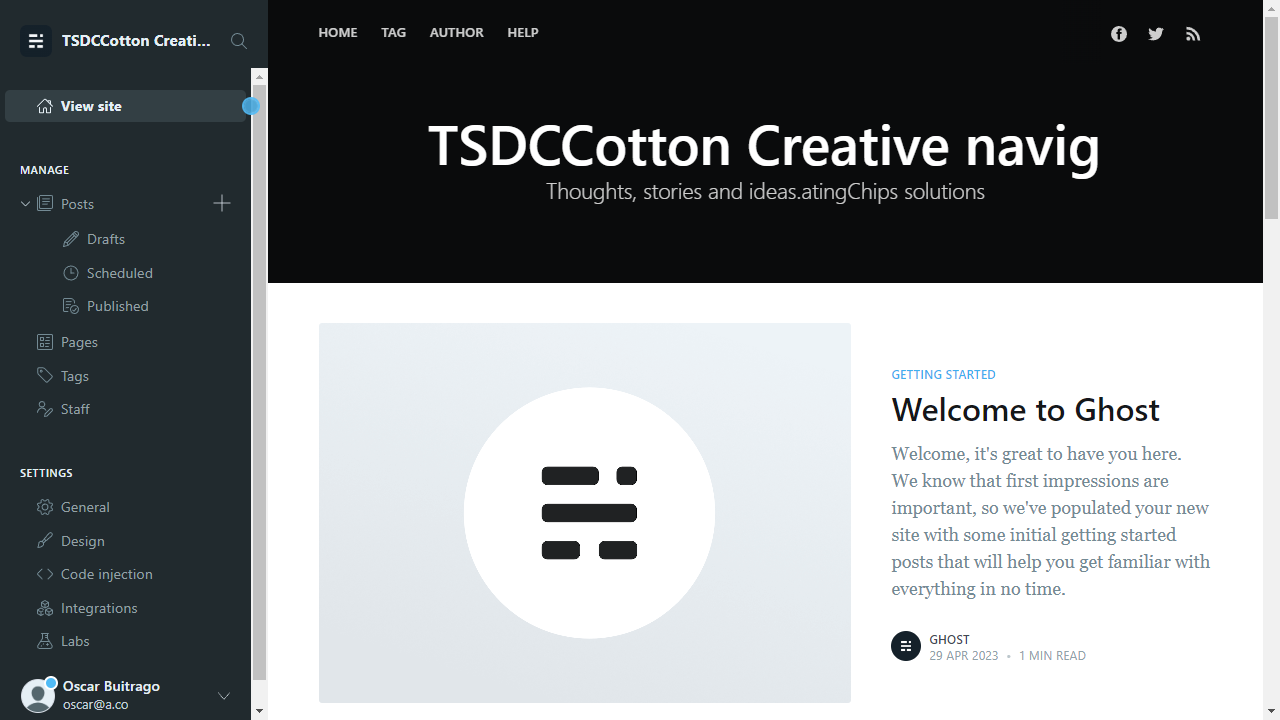 TSDCCotton Creati...
View site
MANAGE
Posts
Drafts
Scheduled
Published
Pages
Tags
Staff
SETTINGS
General
Design
Code injection
Integrations
Labs
Oscar Buitrago
oscar@a.co
HOME TAG AUTHOR HELP
TSDCCotton Creative navig
Thoughts, stories and ideas.atingChips solutions
GETTING STARTED
Welcome to Ghost
Welcome, it's great to have you here.
We know that first impressions are
important, so we've populated your new
site with some initial getting started
posts that will help you get familiar with
everything in no time.
GHOST
29 APR 2023 • 1 MIN READ